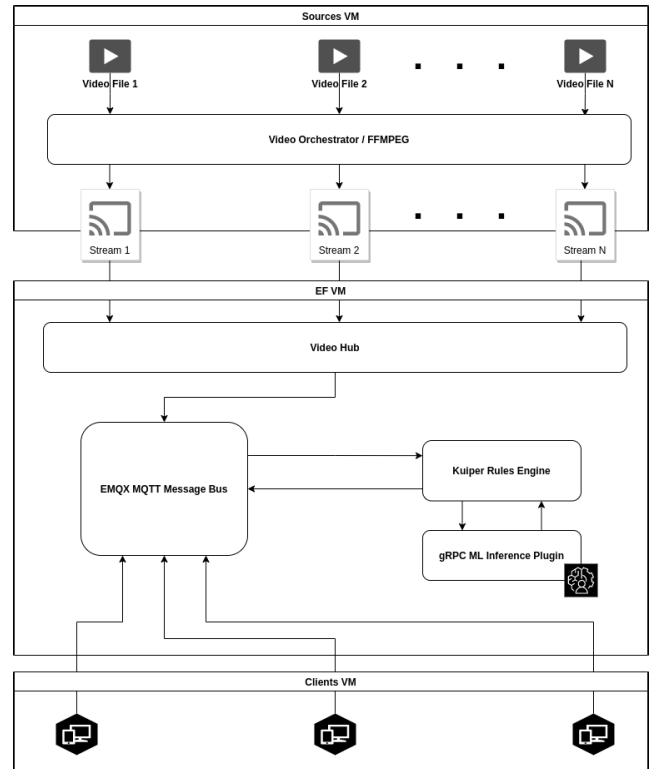 Sources VM
Video File 1
Video File 2
Video File N
Video Orchestrator / FFMPEG
Stream 1
Stream 2
Stream N
EF VM
Video Hub
EMQX MQTT Message Bus
Kuiper Rules Engine
gRPC ML Inference Plugin
Clients VM